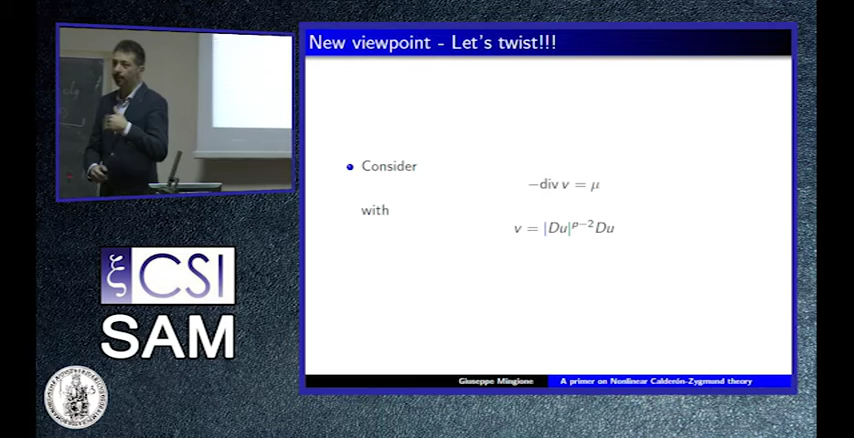 New viewpoint - Let's twist!!!
Consider
−div v = μ
with
v = |Du|^{p−2}Du
ξ CSI
SAM
Giuseppe Mingione
A primer on Nonlinear Calderón-Zygmund theory